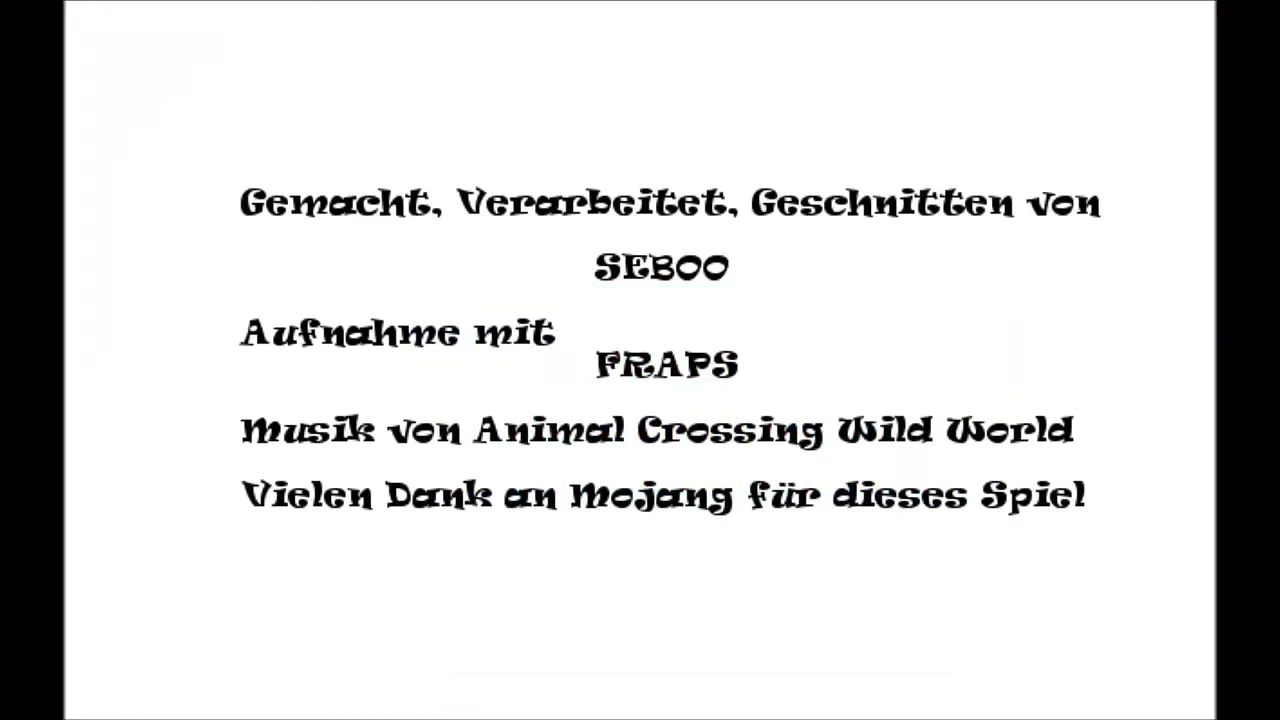 Gemacht, Verarbeitet, Geschnitten von
SEBOO
Aufnahme mit
FRAPS
Musik von Animal Crossing Wild World
Vielen Dank an Mojang für dieses Spiel